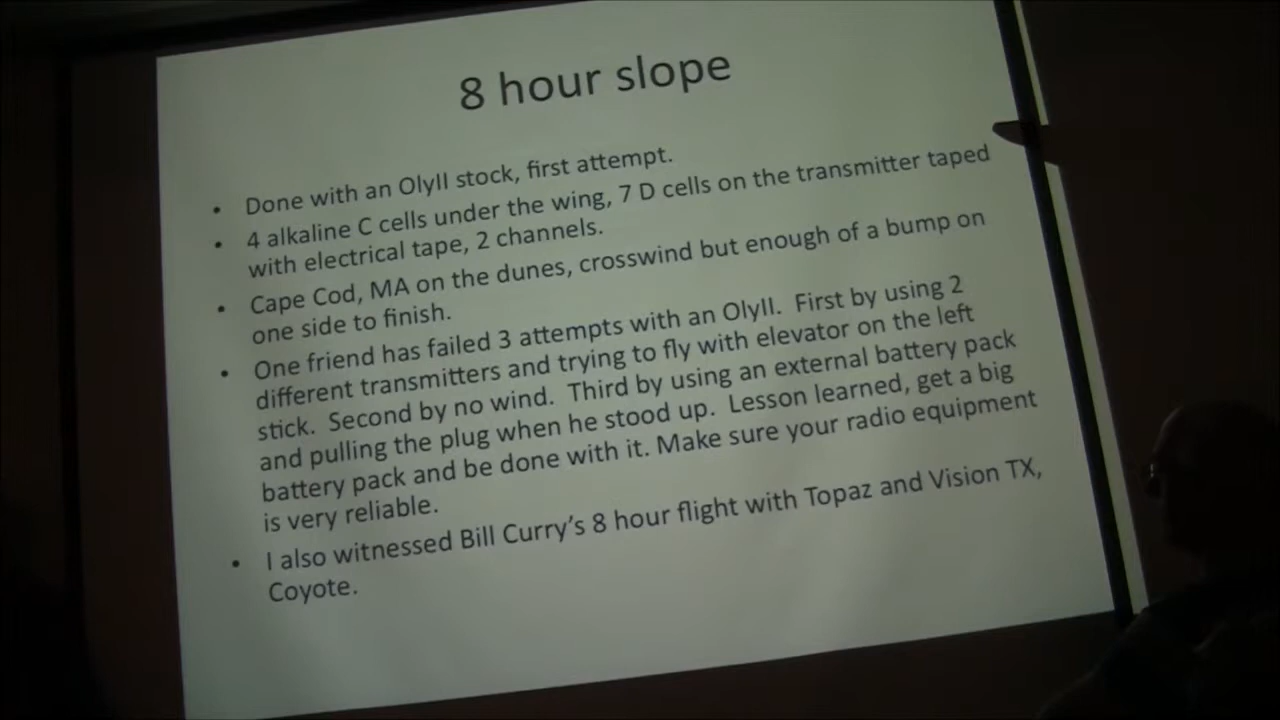 8 hour slope
• Done with an OlyII stock, first attempt.
• 4 alkaline C cells under the wing, 7 D cells on the transmitter taped
with electrical tape, 2 channels.
• Cape Cod, MA on the dunes, crosswind but enough of a bump on
one side to finish.
• One friend has failed 3 attempts with an OlyII.  First by using 2
different transmitters and trying to fly with elevator on the left
stick.  Second by no wind.  Third by using an external battery pack
and pulling the plug when he stood up.  Lesson learned, get a big
battery pack and be done with it. Make sure your radio equipment
is very reliable.
• I also witnessed Bill Curry’s 8 hour flight with Topaz and Vision TX,
Coyote.